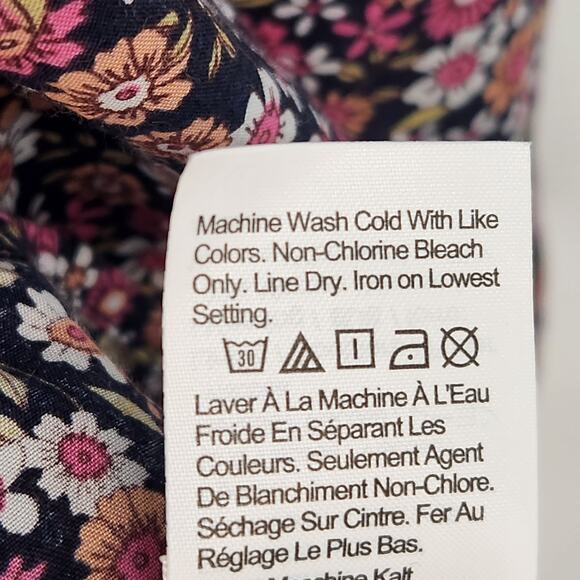 Machine Wash Cold With Like
Colors. Non-Chlorine Bleach
Only. Line Dry. Iron on Lowest
Setting.
30
Laver À La Machine À L'Eau
Froide En Séparant Les
Couleurs. Seulement Agent
De Blanchiment Non-Chlore.
Séchage Sur Cintre. Fer Au
Réglage Le Plus Bas.
Kalt